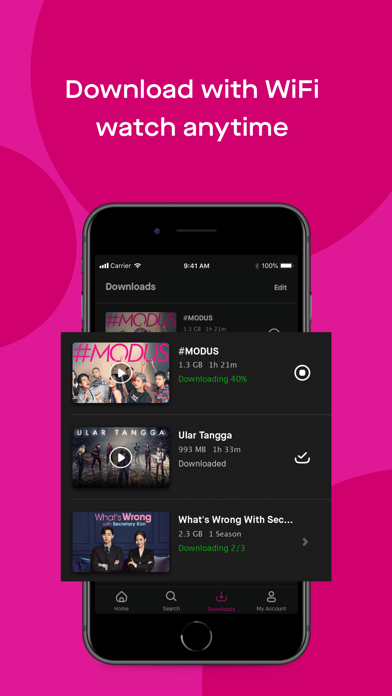 Download with WiFi
watch anytime
Carrier
9:41 AM
100%
Downloads
Edit
#MODUS
#MODUS
1.3 GB 1h 21m
#MODUS
#MODUS
1.3 GB 1h 21m
Downloading 40%
ULAR TANGGA
Ular Tangga
993 MB 1h 33m
Downloaded
What's Wrong
with Secretary Kim
What's Wrong With Sec...
2.3 GB 1 Season
Downloading 2/3
Home
Search
Downloads
My Account